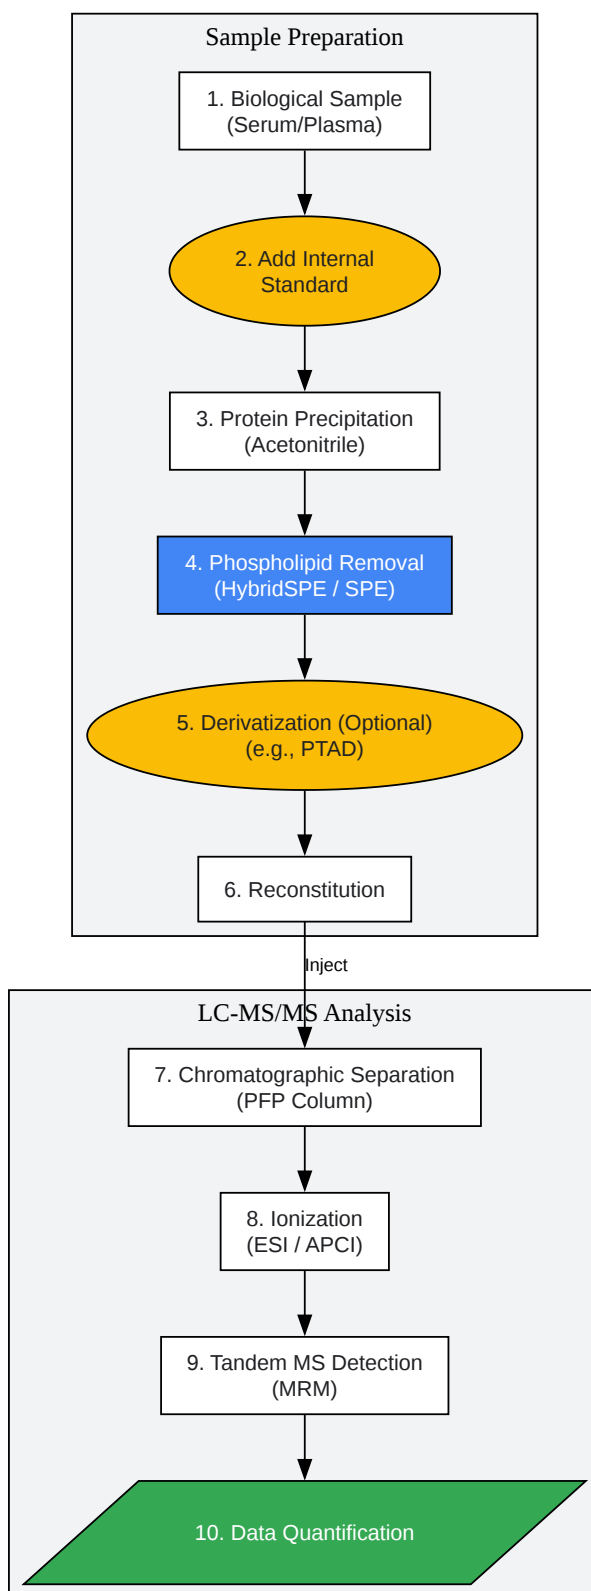 Sample Preparation
1. Biological Sample
(Serum/Plasma)
2. Add Internal
Standard
3. Protein Precipitation
(Acetonitrile)
4. Phospholipid Removal
(HybridSPE / SPE)
5. Derivatization (Optional)
(e.g., PTAD)
6. Reconstitution
Inject
LC-MS/MS Analysis
7. Chromatographic Separation
(PFP Column)
8. Ionization
(ESI / APCI)
9. Tandem MS Detection
(MRM)
10. Data Quantification